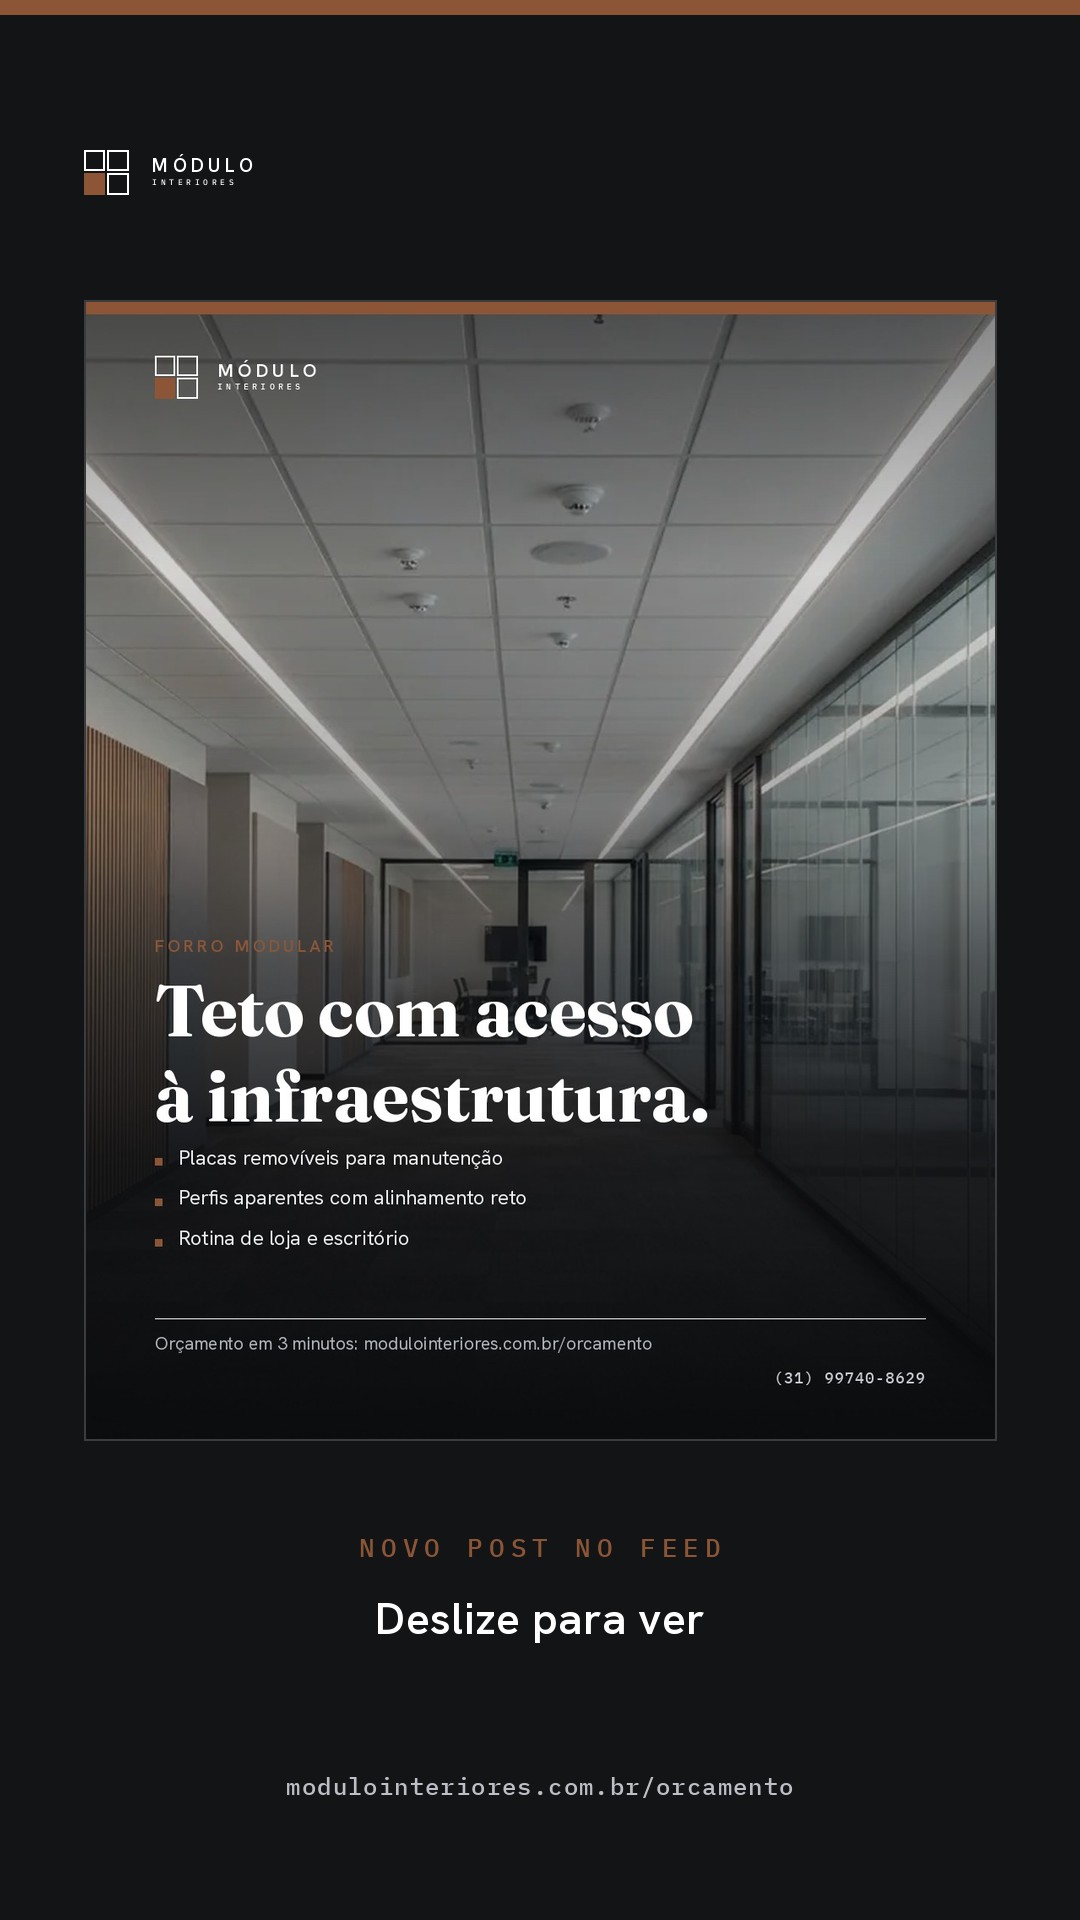 MÓDULO
INTERIORES
MÓDULO
INTERIORES
FORRO MODULAR
Teto com acesso
à infraestrutura.
Placas removíveis para manutenção
Perfis aparentes com alinhamento reto
Rotina de loja e escritório
Orçamento em 3 minutos: modulointeriores.com.br/orcamento
(31) 99740-8629
NOVO POST NO FEED
Deslize para ver
modulointeriores.com.br/orcamento